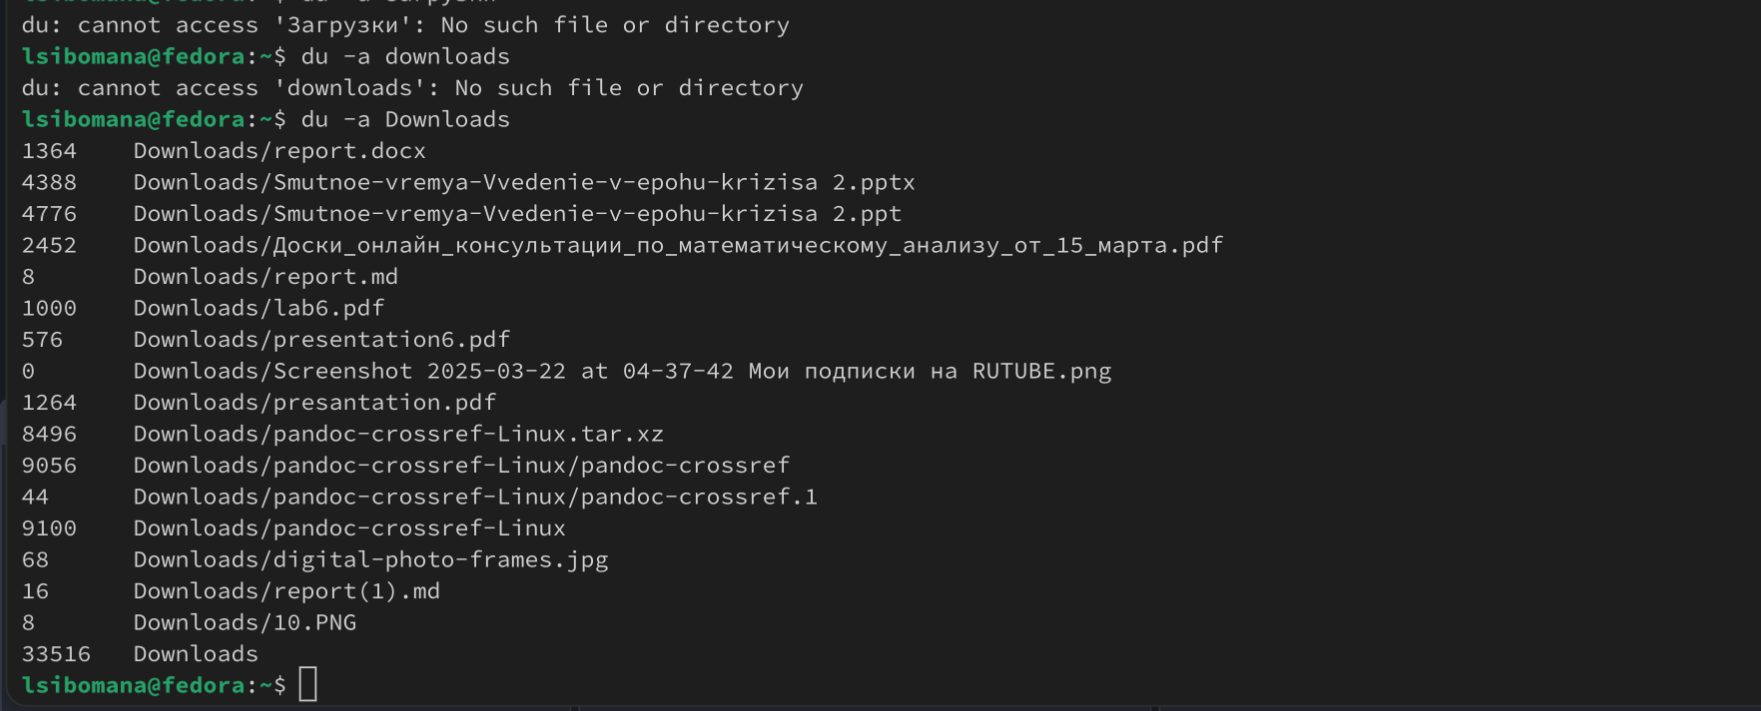 du: cannot access 'Загрузки': No such file or directory
lsibomana@fedora:~$ du -a downloads
du: cannot access 'downloads': No such file or directory
lsibomana@fedora:~$ du -a Downloads
1364    Downloads/report.docx
4388    Downloads/Smutnoe-vremya-Vvedenie-v-epohu-krizisa 2.pptx
4776    Downloads/Smutnoe-vremya-Vvedenie-v-epohu-krizisa 2.ppt
2452    Downloads/Доски_онлайн_консультации_по_математическому_анализу_от_15_марта.pdf
8       Downloads/report.md
1000    Downloads/lab6.pdf
576     Downloads/presentation6.pdf
0       Downloads/Screenshot 2025-03-22 at 04-37-42 Мои подписки на RUTUBE.png
1264    Downloads/presantation.pdf
8496    Downloads/pandoc-crossref-Linux.tar.xz
9056    Downloads/pandoc-crossref-Linux/pandoc-crossref
44      Downloads/pandoc-crossref-Linux/pandoc-crossref.1
9100    Downloads/pandoc-crossref-Linux
68      Downloads/digital-photo-frames.jpg
16      Downloads/report(1).md
8       Downloads/10.PNG
33516   Downloads
lsibomana@fedora:~$